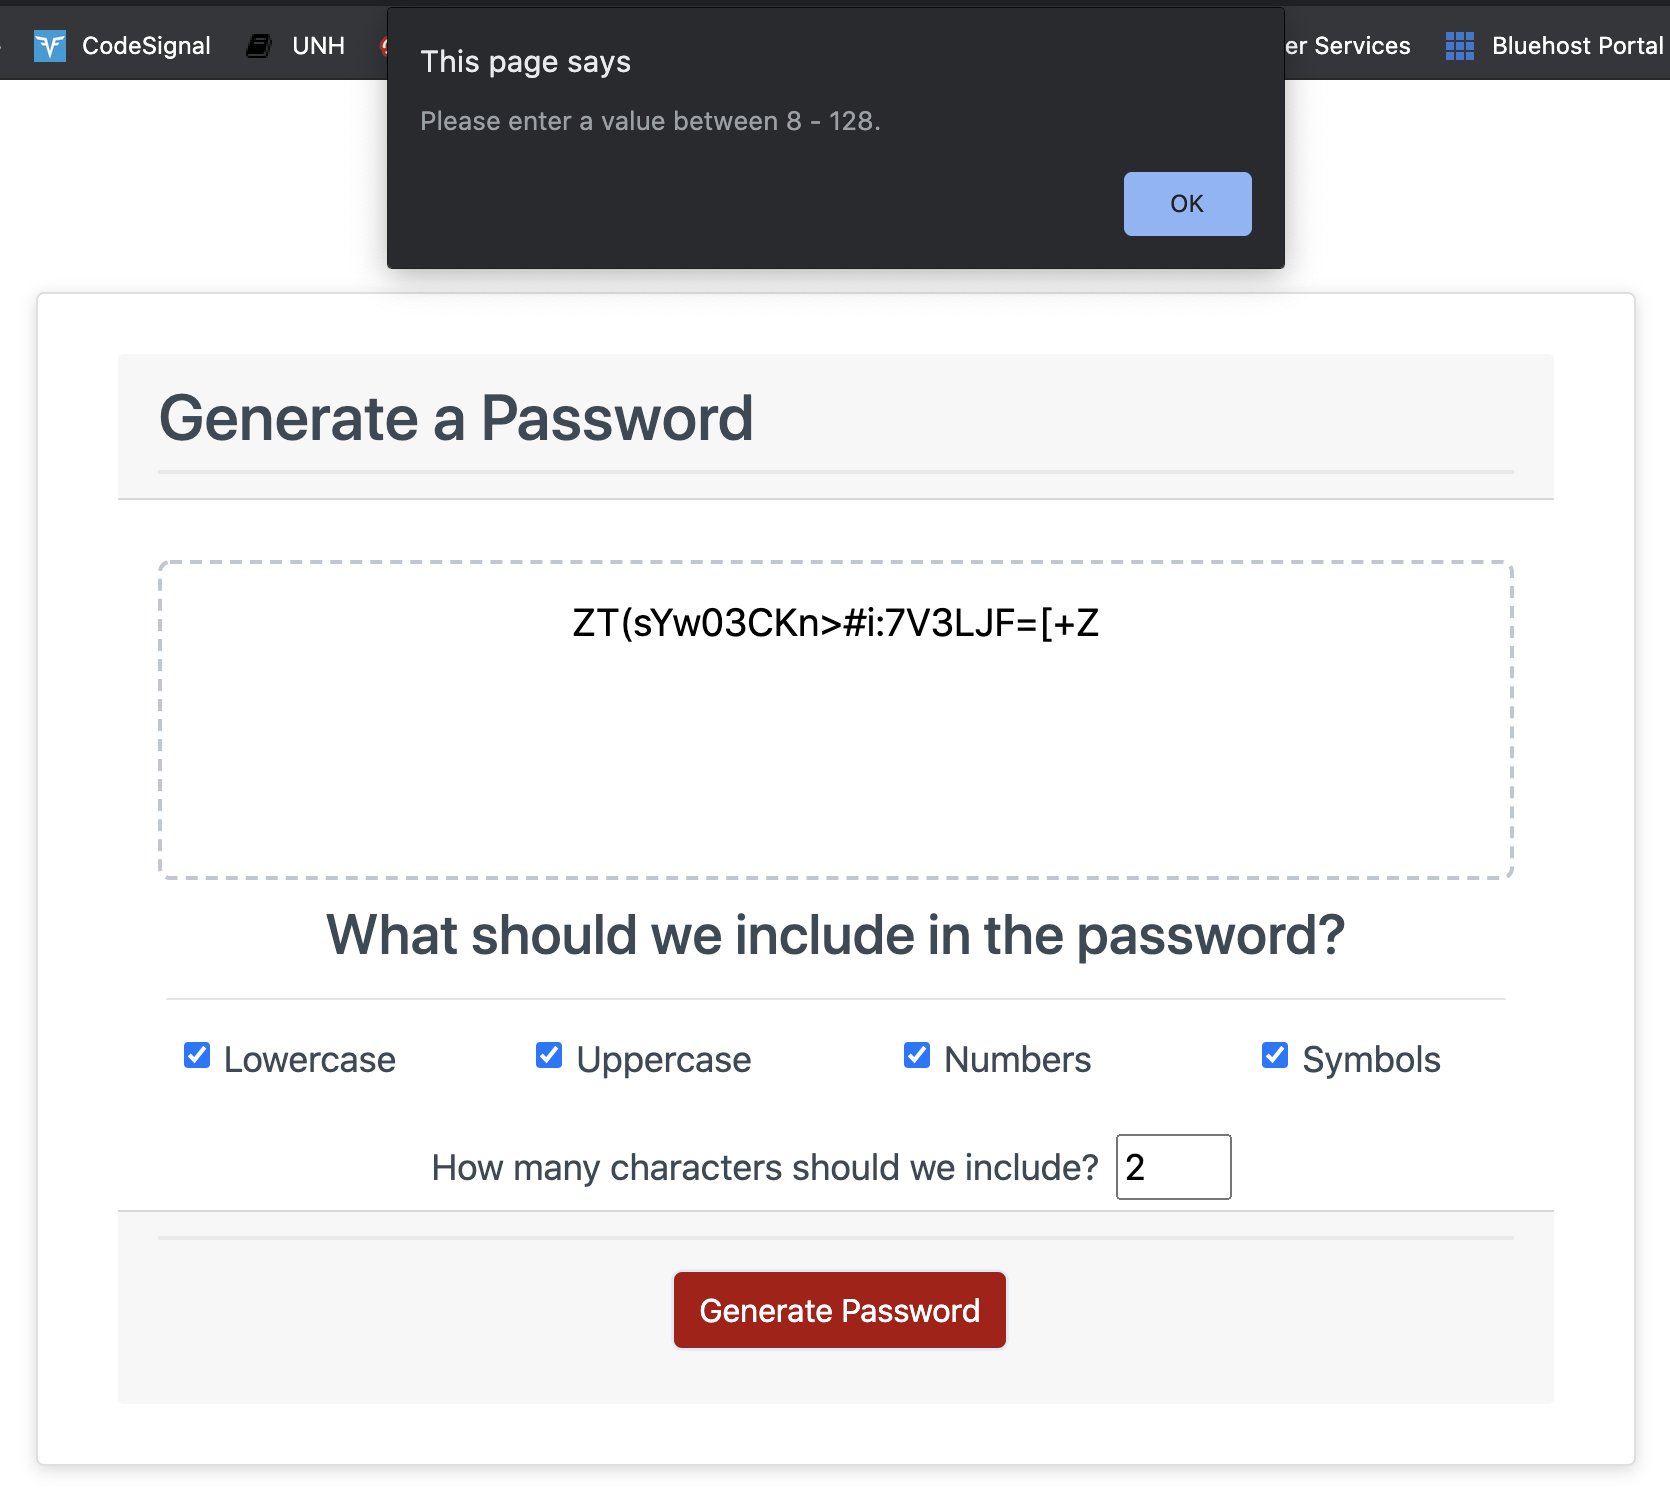 CodeSignal UNH er Services Bluehost Portal
This page says
Please enter a value between 8 - 128.
OK
Generate a Password
ZT(sYw03CKn>#i:7V3LJF=[+Z
What should we include in the password?
Lowercase Uppercase Numbers Symbols
How many characters should we include? 2
Generate Password